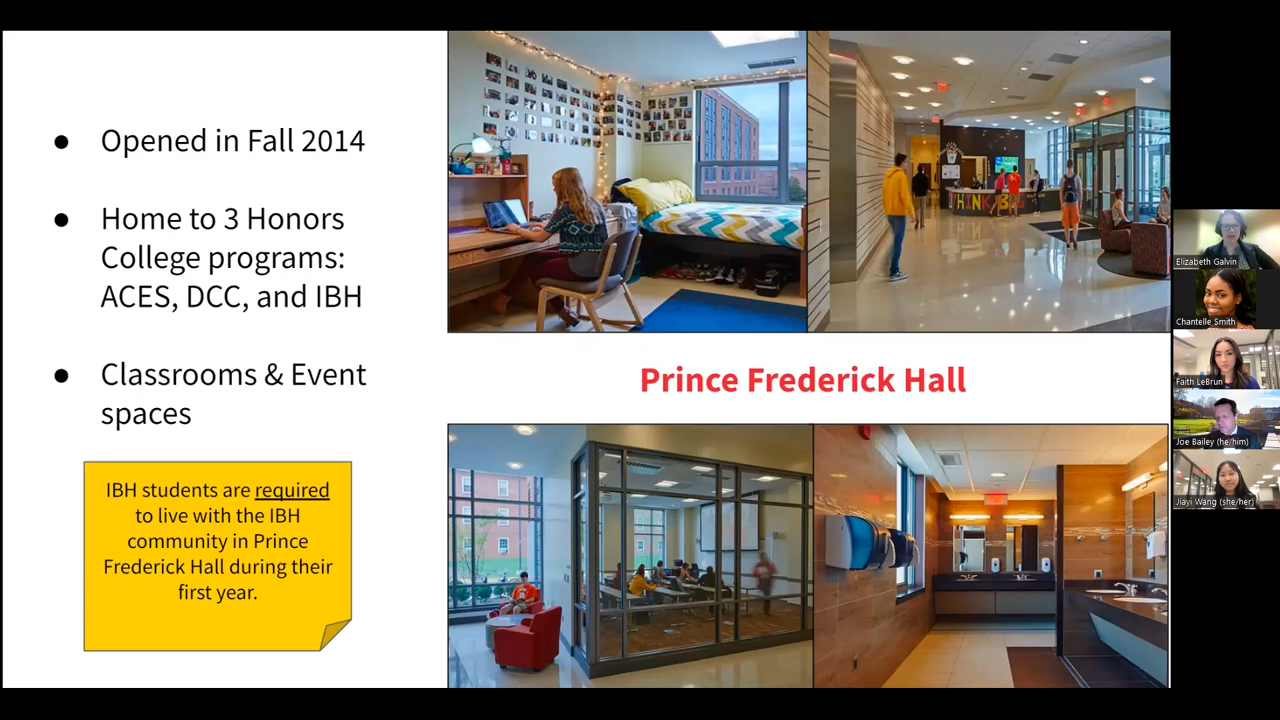 ● Opened in Fall 2014
● Home to 3 Honors
College programs:
ACES, DCC, and IBH
● Classrooms & Event
spaces
IBH students are required
to live with the IBH
community in Prince
Frederick Hall during their
first year.
THINK B
Prince Frederick Hall
Elizabeth Galvin
Chantelle Smith
Faith LeBrun
Joe Bailey (he/him)
Jiayi Wang (she/her)